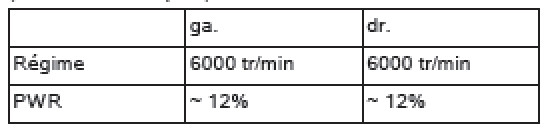 ga. dr.
Régime 6000 tr/min 6000 tr/min
PWR ~ 12% ~ 12%